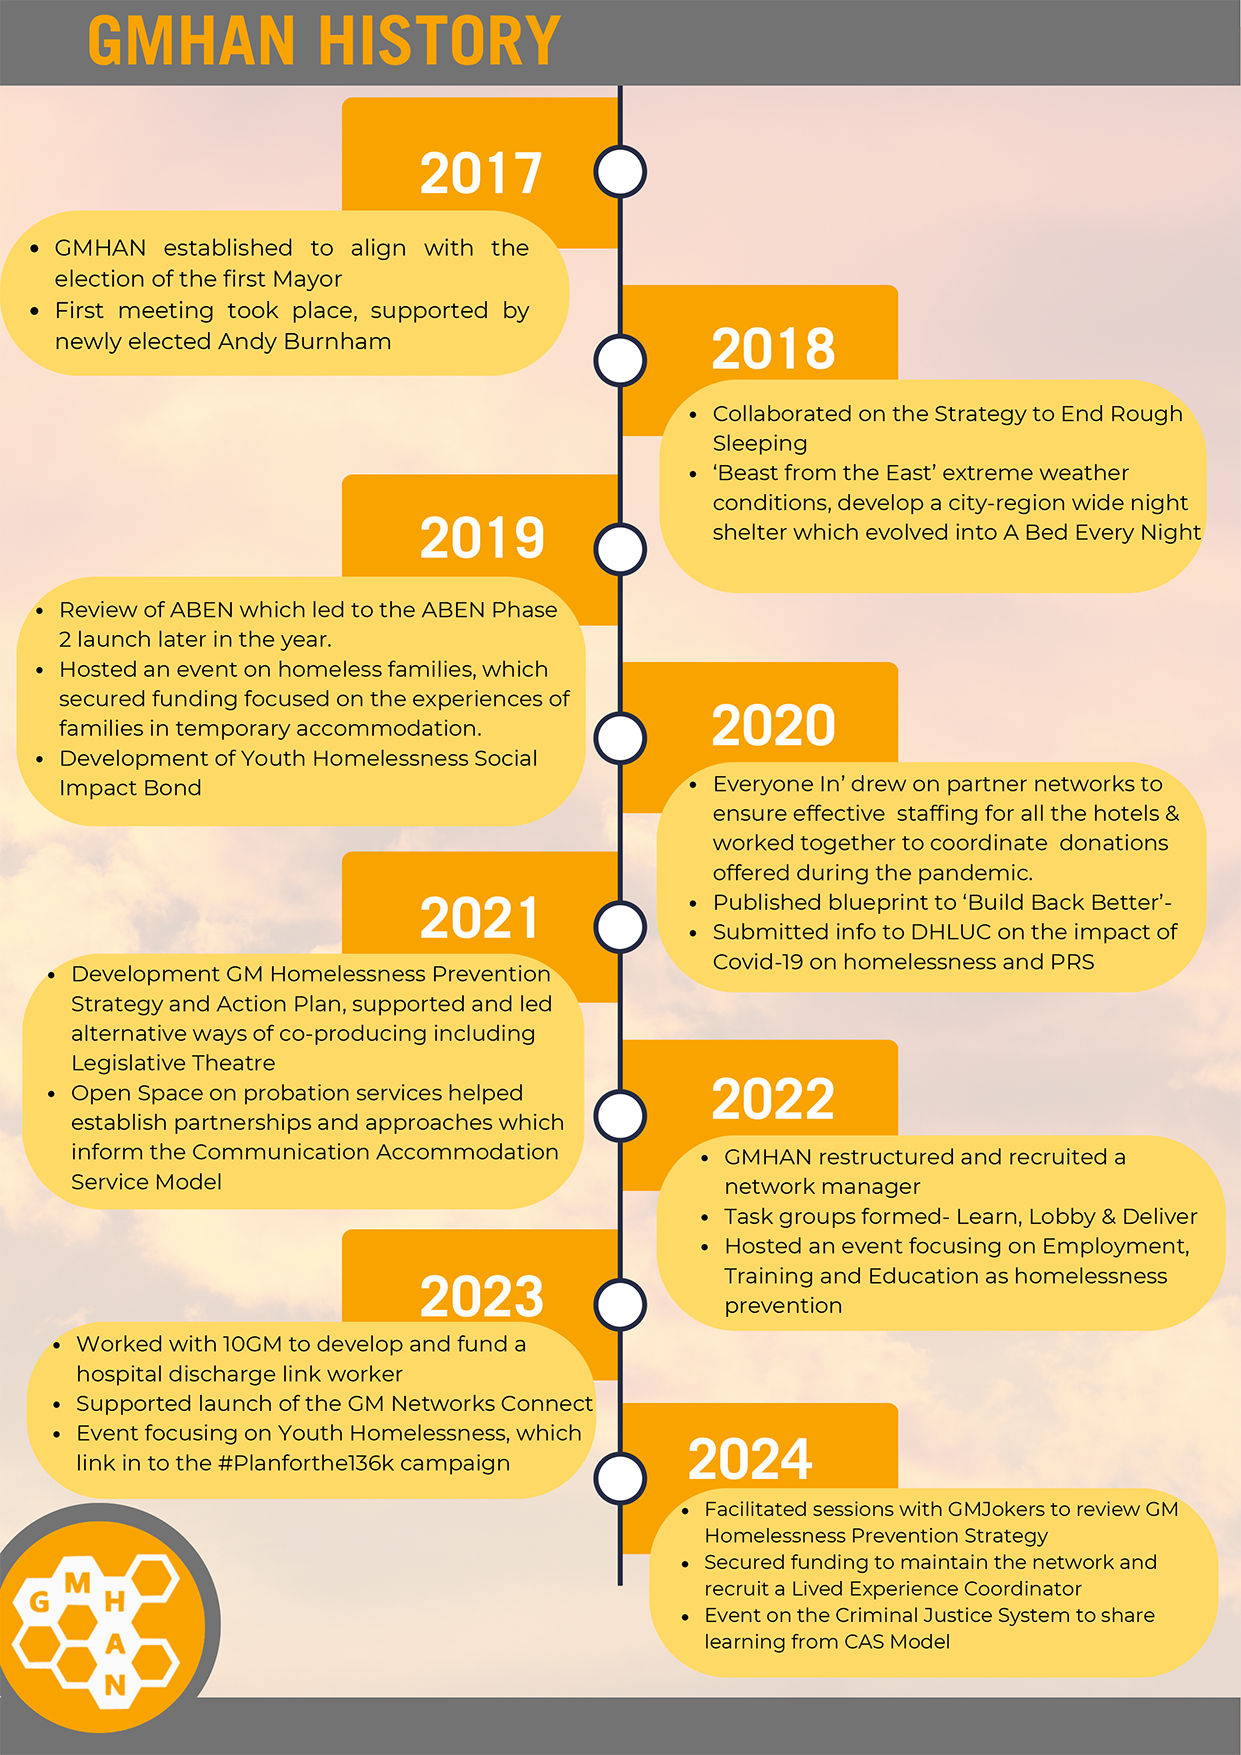 GMHAN HISTORY
2017
• GMHAN established to align with the
election of the first Mayor
• First meeting took place, supported by
newly elected Andy Burnham
2018
• Collaborated on the Strategy to End Rough
Sleeping
• ‘Beast from the East’ extreme weather
conditions, develop a city-region wide night
shelter which evolved into A Bed Every Night
2019
• Review of ABEN which led to the ABEN Phase
2 launch later in the year.
• Hosted an event on homeless families, which
secured funding focused on the experiences of
families in temporary accommodation.
• Development of Youth Homelessness Social
Impact Bond
2020
• Everyone In’ drew on partner networks to
ensure effective staffing for all the hotels &
worked together to coordinate donations
offered during the pandemic.
• Published blueprint to ‘Build Back Better’-
• Submitted info to DHLUC on the impact of
Covid-19 on homelessness and PRS
2021
• Development GM Homelessness Prevention
Strategy and Action Plan, supported and led
alternative ways of co-producing including
Legislative Theatre
• Open Space on probation services helped
establish partnerships and approaches which
inform the Communication Accommodation
Service Model
2022
• GMHAN restructured and recruited a
network manager
• Task groups formed- Learn, Lobby & Deliver
• Hosted an event focusing on Employment,
Training and Education as homelessness
prevention
2023
• Worked with 10GM to develop and fund a
hospital discharge link worker
• Supported launch of the GM Networks Connect
• Event focusing on Youth Homelessness, which
link in to the #Planforthe136k campaign
2024
• Facilitated sessions with GMJokers to review GM
Homelessness Prevention Strategy
• Secured funding to maintain the network and
recruit a Lived Experience Coordinator
• Event on the Criminal Justice System to share
learning from CAS Model
G M H A N